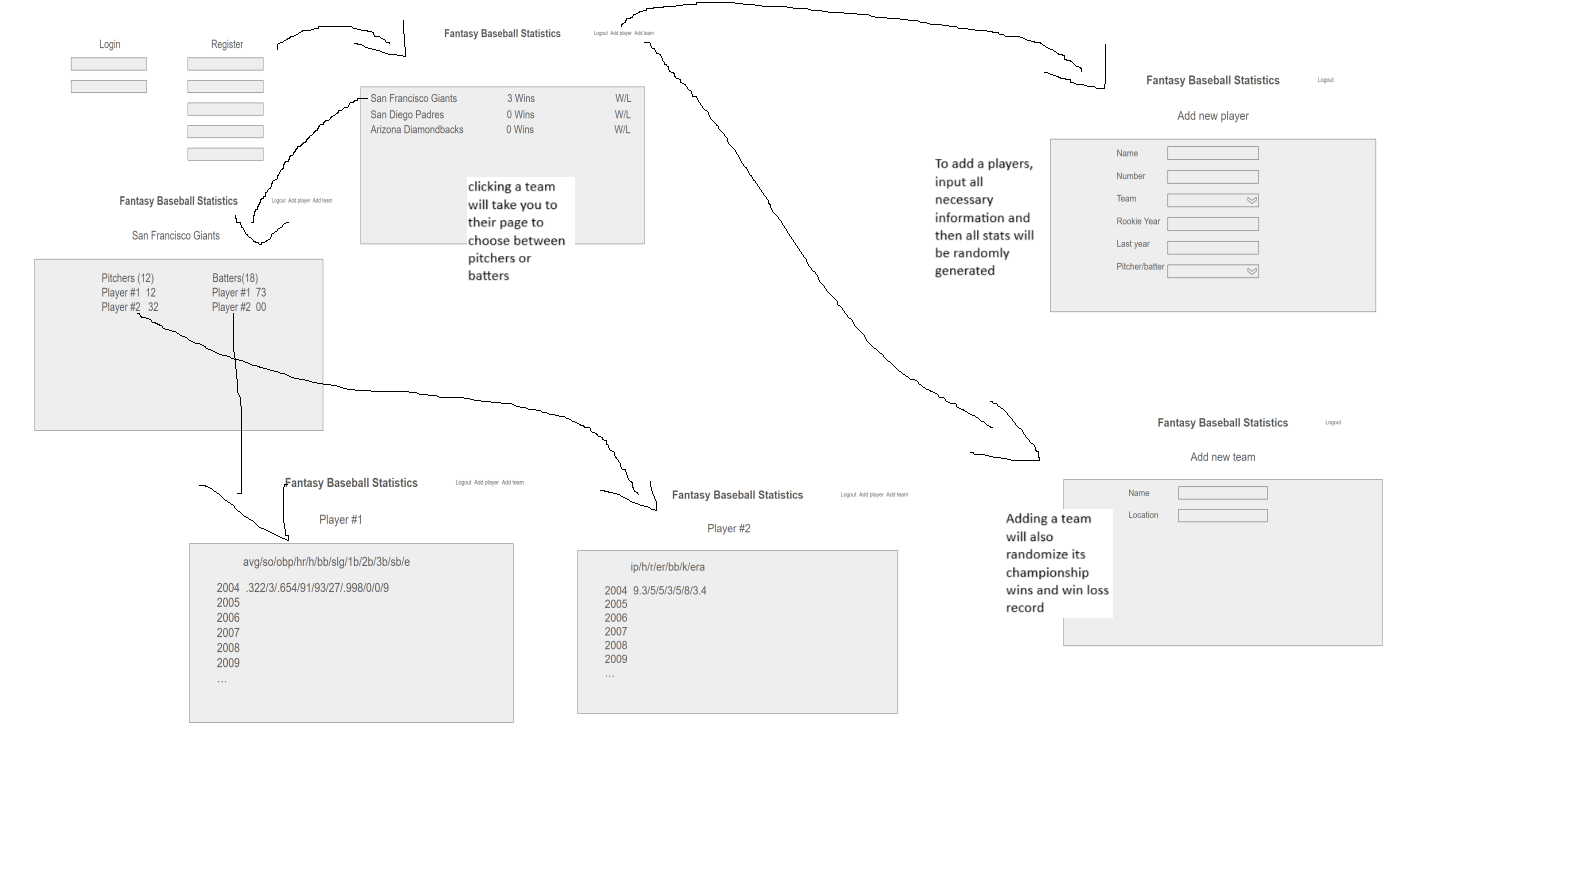 Login
Register
Fantasy Baseball Statistics
Logout Add player Add team
San Francisco Giants 3 Wins W/L
San Diego Padres 0 Wins W/L
Arizona Diamondbacks 0 Wins W/L
clicking a team
will take you to
their page to
choose between
pitchers or
batters
Fantasy Baseball Statistics
Logout
Add new player
Name
Number
Team
Rookie Year
Last year
Pitcher/batter
To add a players,
input all
necessary
information and
then all stats will
be randomly
generated
Fantasy Baseball Statistics
Logout Add player Add team
San Francisco Giants
Pitchers (12) Batters(18)
Player #1 12 Player #1 73
Player #2 32 Player #2 00
Fantasy Baseball Statistics
Logout Add player Add team
Player #1
avg/so/obp/hr/h/bb/slg/1b/2b/3b/sb/e
2004 .322/3/.654/91/93/27/.998/0/0/9
2005
2006
2007
2008
2009
...
Fantasy Baseball Statistics
Logout Add player Add team
Player #2
ip/h/r/er/bb/k/era
2004 9.3/5/5/3/5/8/3.4
2005
2006
2007
2008
2009
...
Fantasy Baseball Statistics
Logout
Add new team
Name
Location
Adding a team
will also
randomize its
championship
wins and win loss
record